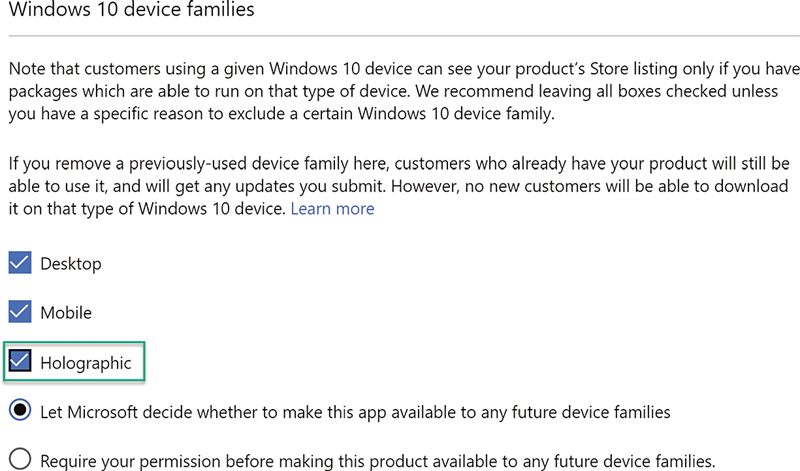 Windows 10 device families
Note that customers using a given Windows 10 device can see your product's Store listing only if you have
packages which are able to run on that type of device. We recommend leaving all boxes checked unless
you have a specific reason to exclude a certain Windows 10 device family.
If you remove a previously-used device family here, customers who already have your product will still be
able to use it, and will get any updates you submit. However, no new customers will be able to download
it on that type of Windows 10 device. Learn more
Desktop
Mobile
Holographic
Let Microsoft decide whether to make this app available to any future device families
Require your permission before making this product available to any future device families.